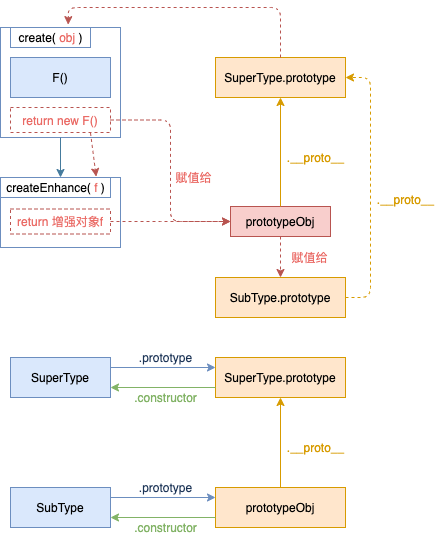 create( obj )
F()
SuperType.prototype
return new F()
.__proto__
赋值给
createEnhance( f )
.__proto__
return 增强对象f
prototypeObj
赋值给
SubType.prototype
.prototype
SuperType
SuperType.prototype
.constructor
.__proto__
.prototype
SubType
prototypeObj
.constructor